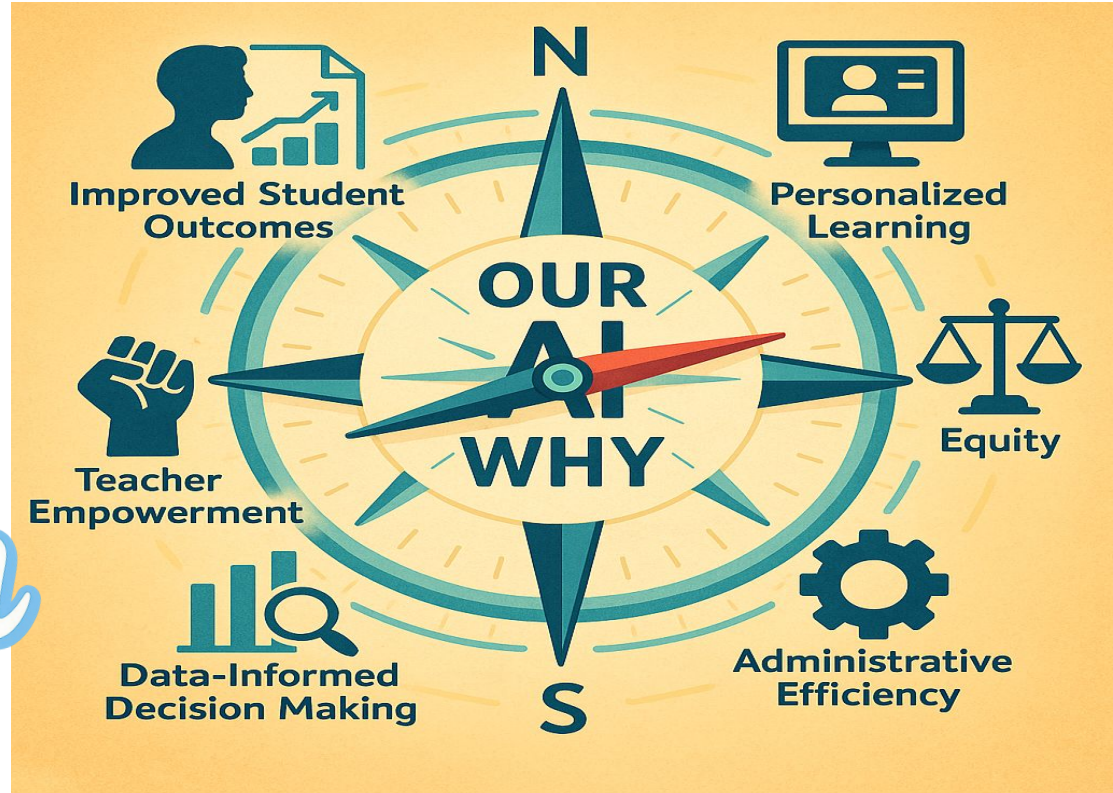 N
Improved Student
Outcomes
Personalized
Learning
OUR
AI
WHY
Equity
Teacher
Empowerment
Data-Informed
Decision Making
Administrative
Efficiency
S